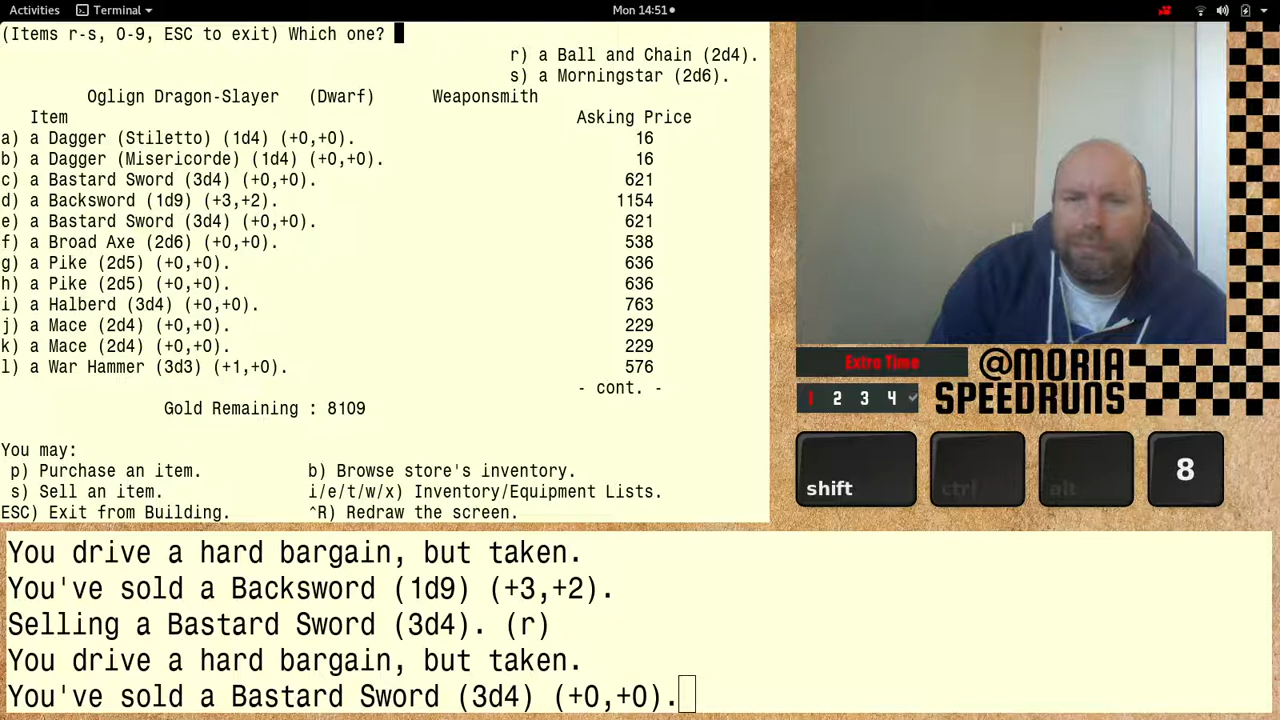 Activities Terminal Mon 14:51
(Items r-s, 0-9, ESC to exit) Which one?
r) a Ball and Chain (2d4).
s) a Morningstar (2d6).
Oglign Dragon-Slayer (Dwarf) Weaponsmith
Item Asking Price
a) a Dagger (Stiletto) (1d4) (+0,+0). 16
b) a Dagger (Misericorde) (1d4) (+0,+0). 16
c) a Bastard Sword (3d4) (+0,+0). 621
d) a Backsword (1d9) (+3,+2). 1154
e) a Bastard Sword (3d4) (+0,+0). 621
f) a Broad Axe (2d6) (+0,+0). 538
g) a Pike (2d5) (+0,+0). 636
h) a Pike (2d5) (+0,+0). 636
i) a Halberd (3d4) (+0,+0). 763
j) a Mace (2d4) (+0,+0). 229
k) a Mace (2d4) (+0,+0). 229
l) a War Hammer (3d3) (+1,+0). 576
- cont. -
Gold Remaining : 8109
You may:
p) Purchase an item. b) Browse store's inventory.
s) Sell an item. i/e/t/w/x) Inventory/Equipment Lists.
ESC) Exit from Building. ^R) Redraw the screen.
Extra Time
1 2 3 4
@MORIA
SPEEDRUNS
shift ctrl alt 8
You drive a hard bargain, but taken.
You've sold a Backsword (1d9) (+3,+2).
Selling a Bastard Sword (3d4). (r)
You drive a hard bargain, but taken.
You've sold a Bastard Sword (3d4) (+0,+0).